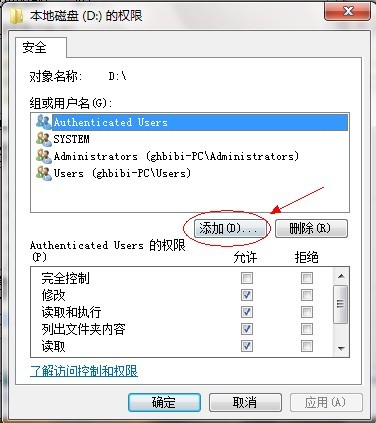 本地磁盘 (D:) 的权限
安全
对象名称: D:\
组或用户名(G):
Authenticated Users
SYSTEM
Administrators (ghbibi-PC\Administrators)
Users (ghbibi-PC\Users)
添加(D)... 删除(R)
Authenticated Users 的权限
(P) 允许 拒绝
完全控制
修改
读取和执行
列出文件夹内容
读取
了解访问控制和权限
确定 取消 应用(A)